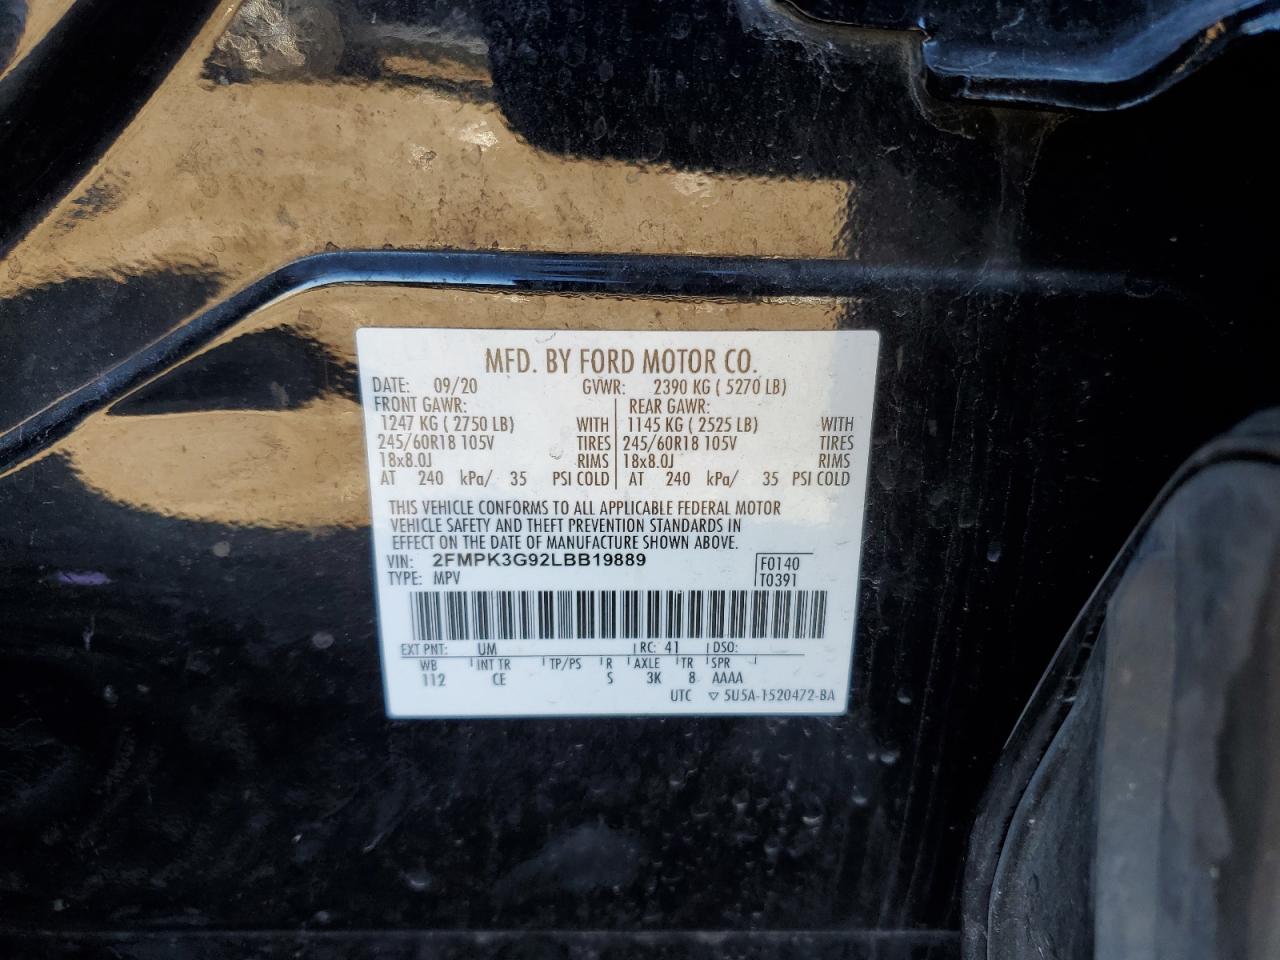 MFD. BY FORD MOTOR CO.
DATE: 09/20 GVWR: 2390 KG ( 5270 LB)
FRONT GAWR: REAR GAWR:
1247 KG ( 2750 LB) WITH 1145 KG ( 2525 LB) WITH
245/60R18 105V TIRES 245/60R18 105V TIRES
18x8.0J RIMS 18x8.0J RIMS
AT 240 kPa/ 35 PSI COLD AT 240 kPa/ 35 PSI COLD
THIS VEHICLE CONFORMS TO ALL APPLICABLE FEDERAL MOTOR
VEHICLE SAFETY AND THEFT PREVENTION STANDARDS IN
EFFECT ON THE DATE OF MANUFACTURE SHOWN ABOVE.
VIN: 2FMPK3G92LBB19889 F0140
TYPE: MPV T0391
EXT PNT: UM RC: 41 DSO:
WB INT TR TP/PS R AXLE TR SPR
112 CE S 3K 8 AAAA
UTC ▽ 5U5A-1520472-BA